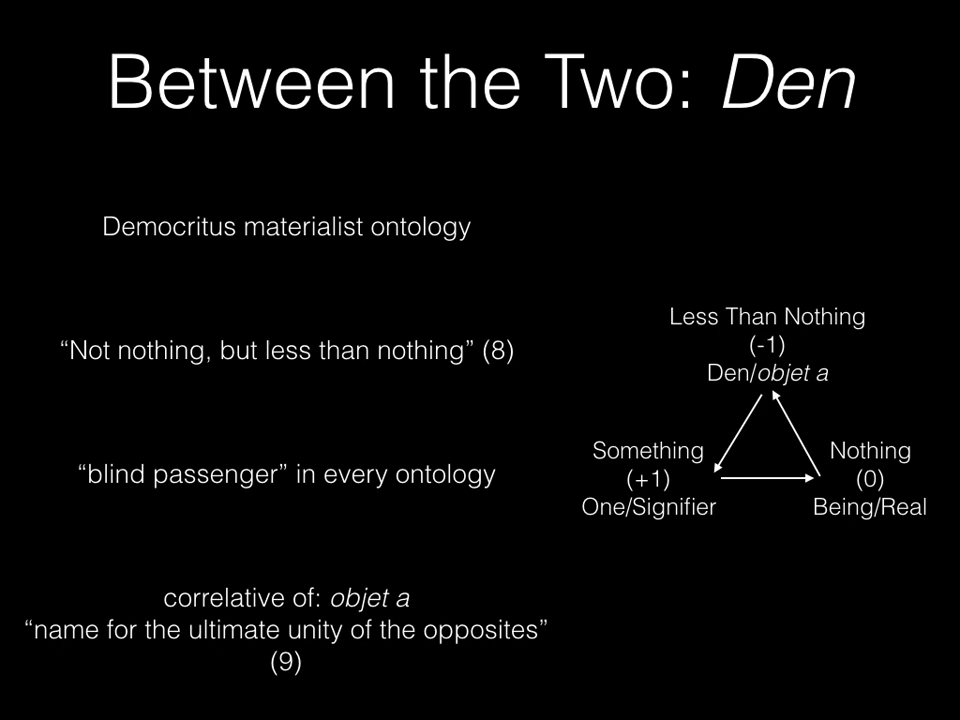 Between the Two: Den
Democritus materialist ontology
“Not nothing, but less than nothing” (8)
“blind passenger” in every ontology
correlative of: objet a
“name for the ultimate unity of the opposites”
(9)
Less Than Nothing
(-1)
Den/objet a
Something
(+1)
One/Signifier
Nothing
(0)
Being/Real